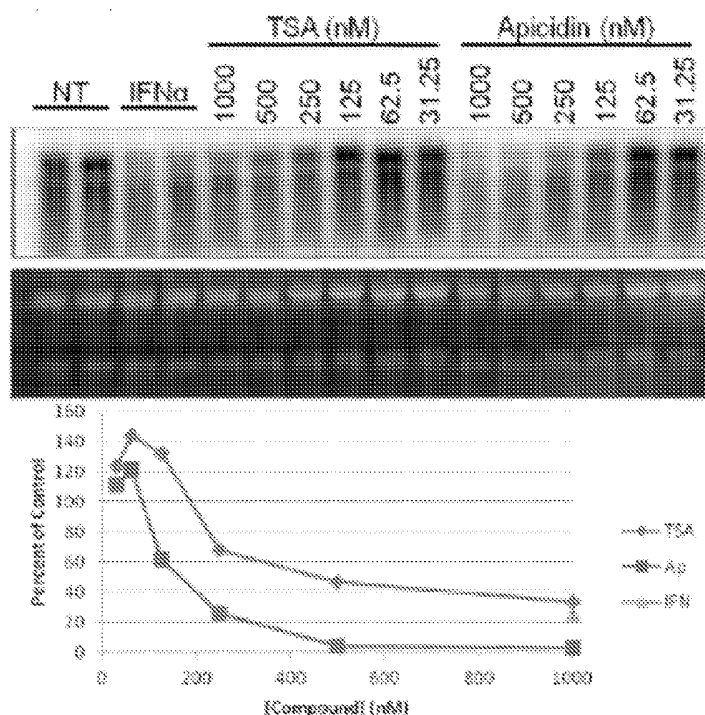 TSA (nM) Apicidin (nM)
NT IFNα 1000 500 250 125 62.5 31.25 1000 500 250 125 62.5 31.25
160
140
120
100
80
60
40
20
0
Percent of Control
0 200 400 600 800 1000
[Compound] (nM)
TSA
Ap
IFN